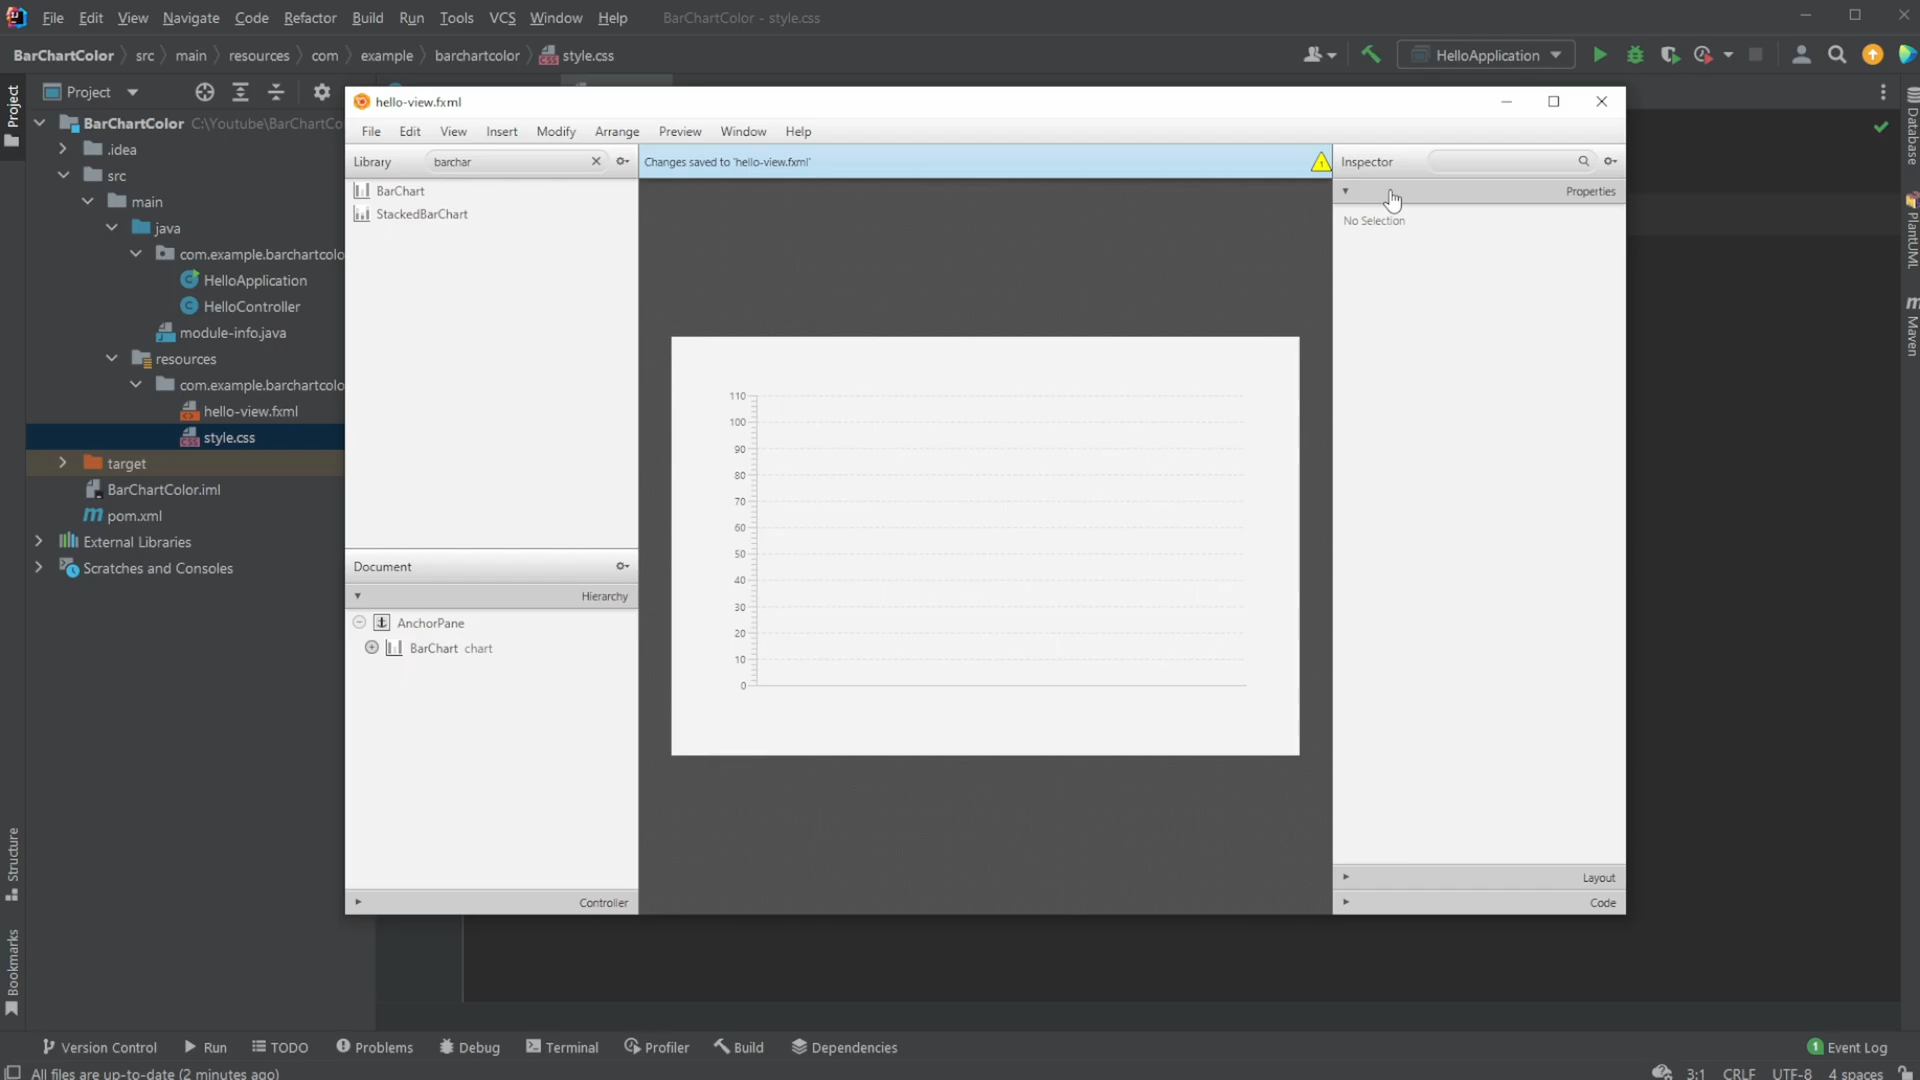 File Edit View Navigate Code Refactor Build Run Tools VCS Window Help BarChartColor - style.css
BarChartColor src main resources com example barchartcolor style.css
HelloApplication
Project
Project
BarChartColor C:\Youtube\BarChartCo
.idea
src
main
java
com.example.barchartcolo
HelloApplication
HelloController
module-info.java
resources
com.example.barchartcolo
hello-view.fxml
style.css
target
BarChartColor.iml
pom.xml
External Libraries
Scratches and Consoles
Structure
Bookmarks
hello-view.fxml
File Edit View Insert Modify Arrange Preview Window Help
Library barchar
BarChart
StackedBarChart
Document
Hierarchy
AnchorPane
BarChart chart
Controller
Changes saved to 'hello-view.fxml'
110
100
90
80
70
60
50
40
30
20
10
0
Inspector
Properties
No Selection
Layout
Code
Database
PlantUML
Maven
Version Control Run TODO Problems Debug Terminal Profiler Build Dependencies 1 Event Log
All files are up-to-date (2 minutes ago) 3:1 CRLF UTF-8 4 spaces